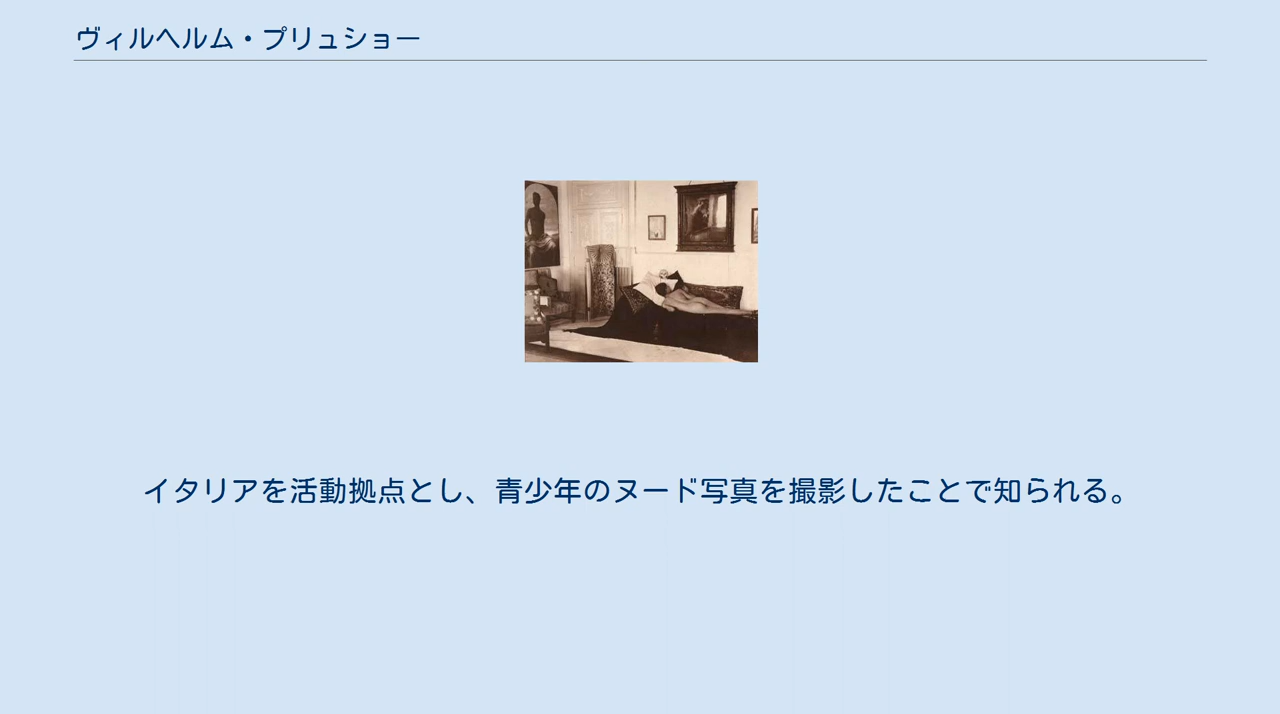 ヴィルヘルム・プリュショー
イタリアを活動拠点とし、青少年のヌード写真を撮影したことで知られる。